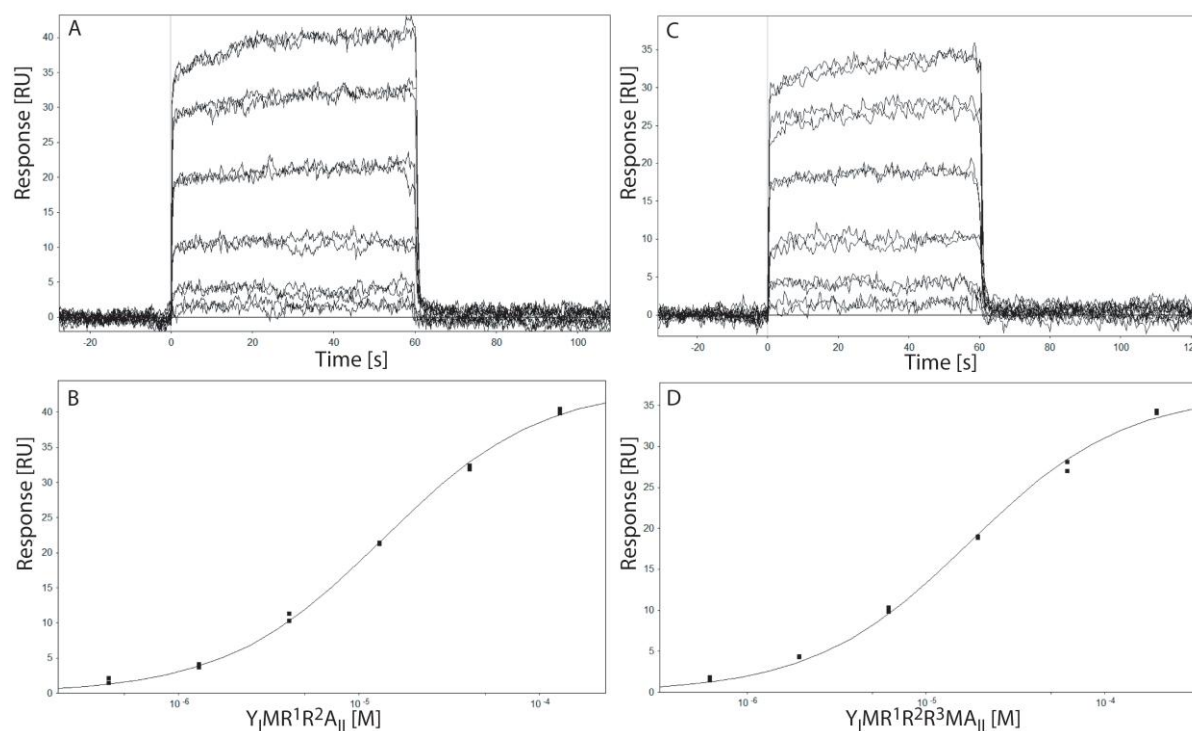 A
Response [RU]
40
35
30
25
20
15
10
5
0
-20 0 20 40 60 80 100
Time [s]
C
Response [RU]
35
30
25
20
15
10
5
0
-20 0 20 40 60 80 100 120
Time [s]
B
Response [RU]
40
35
30
25
20
15
10
5
0
10⁻⁶ 10⁻⁵ 10⁻⁴
Y_IMR¹R²A_II [M]
D
Response [RU]
35
30
25
20
15
10
5
0
10⁻⁶ 10⁻⁵ 10⁻⁴
Y_IMR¹R²R³MA_II [M]